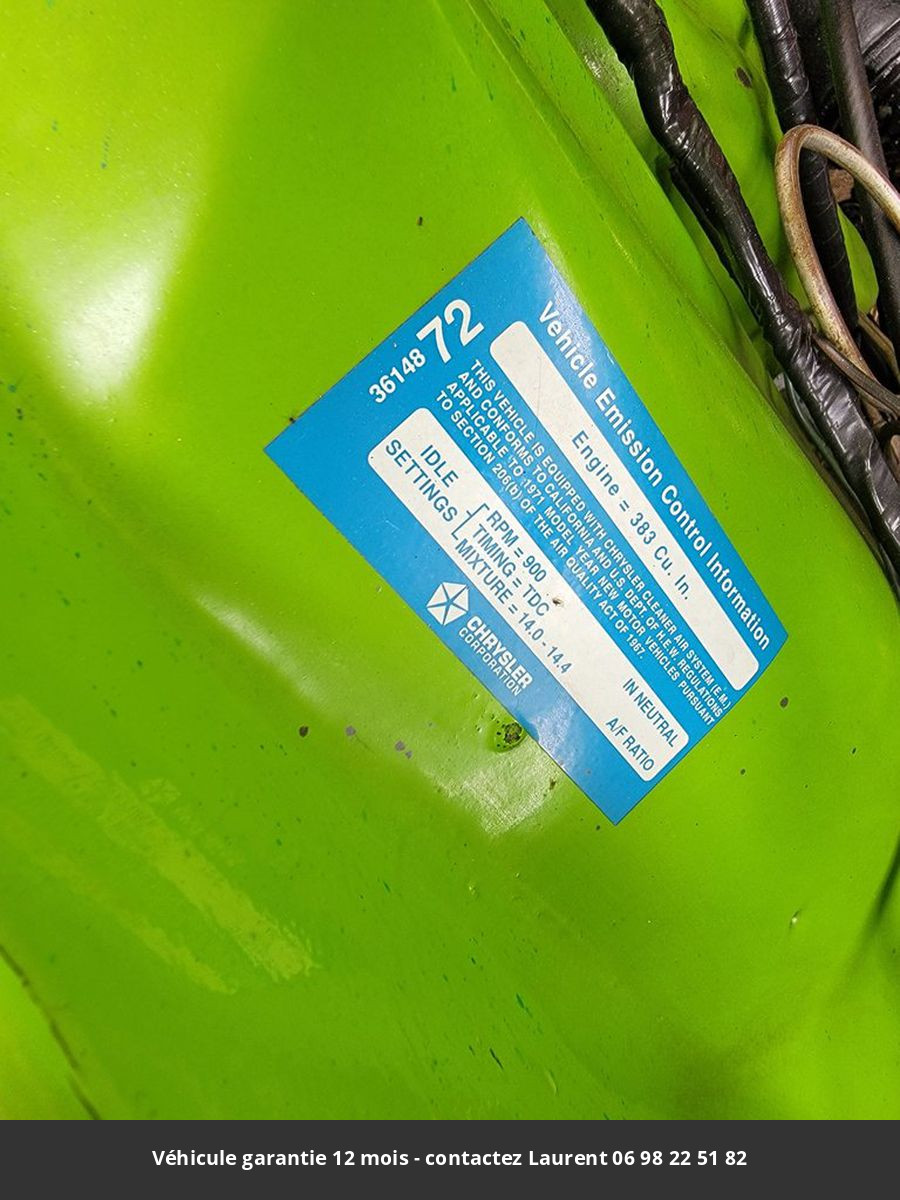 Vehicle Emission Control Information
Engine = 383 Cu. In.
THIS VEHICLE IS EQUIPPED WITH CHRYSLER CLEANER AIR SYSTEM (E.M.)
AND CONFORMS TO CALIFORNIA AND U.S. DEPT. OF H.E.W. REGULATIONS
APPLICABLE TO 1971 MODEL YEAR NEW MOTOR VEHICLES PURSUANT
TO SECTION 206(b) OF THE AIR QUALITY ACT OF 1967.
36148 72
IDLE
SETTINGS
RPM = 900 IN NEUTRAL
TIMING = TDC
MIXTURE = 14.0 - 14.4 A/F RATIO
CHRYSLER
CORPORATION
Véhicule garantie 12 mois - contactez Laurent 06 98 22 51 82